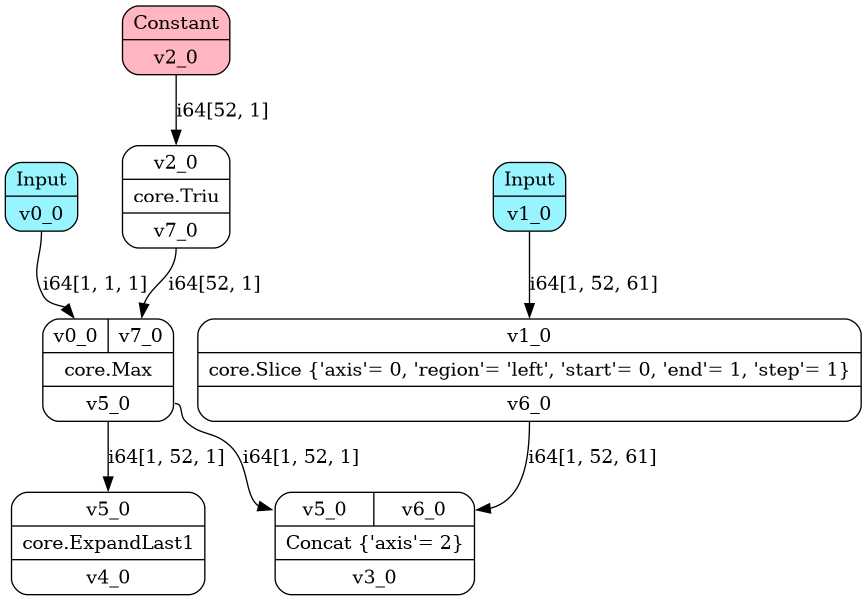 Constant
v2_0
i64[52, 1]
v2_0
core.Triu
v7_0
Input
v0_0
Input
v1_0
i64[1, 1, 1]
i64[52, 1]
i64[1, 52, 61]
v0_0
v7_0
core.Max
v5_0
v1_0
core.Slice {'axis'= 0, 'region'= 'left', 'start'= 0, 'end'= 1, 'step'= 1}
v6_0
i64[1, 52, 1]
i64[1, 52, 1]
i64[1, 52, 61]
v5_0
core.ExpandLast1
v4_0
v5_0
v6_0
Concat {'axis'= 2}
v3_0